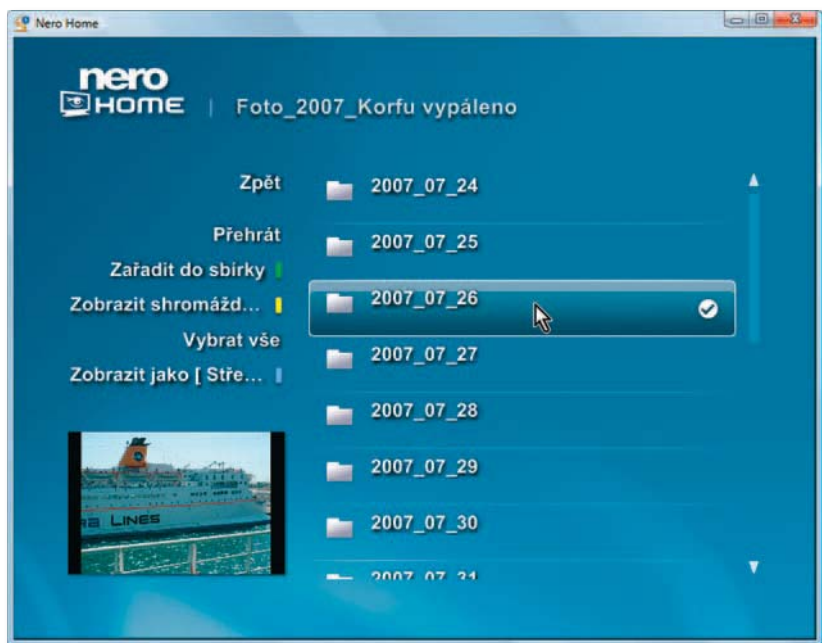 Nero Home
nero
HOME | Foto_2007_Korfu vypáleno
Zpět
Přehrát
Zařadit do sbírky
Zobrazit shromážd...
Vybrat vše
Zobrazit jako [ Stře...
2007_07_24
2007_07_25
2007_07_26
2007_07_27
2007_07_28
2007_07_29
2007_07_30
2007_07_31
LINES